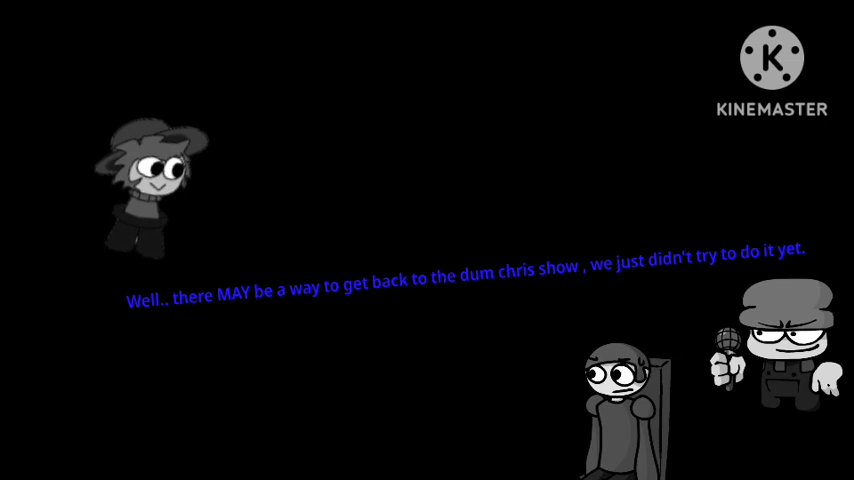 KINEMASTER
Well.. there MAY be a way to get back to the dum chris show , we just didn't try to do it yet.